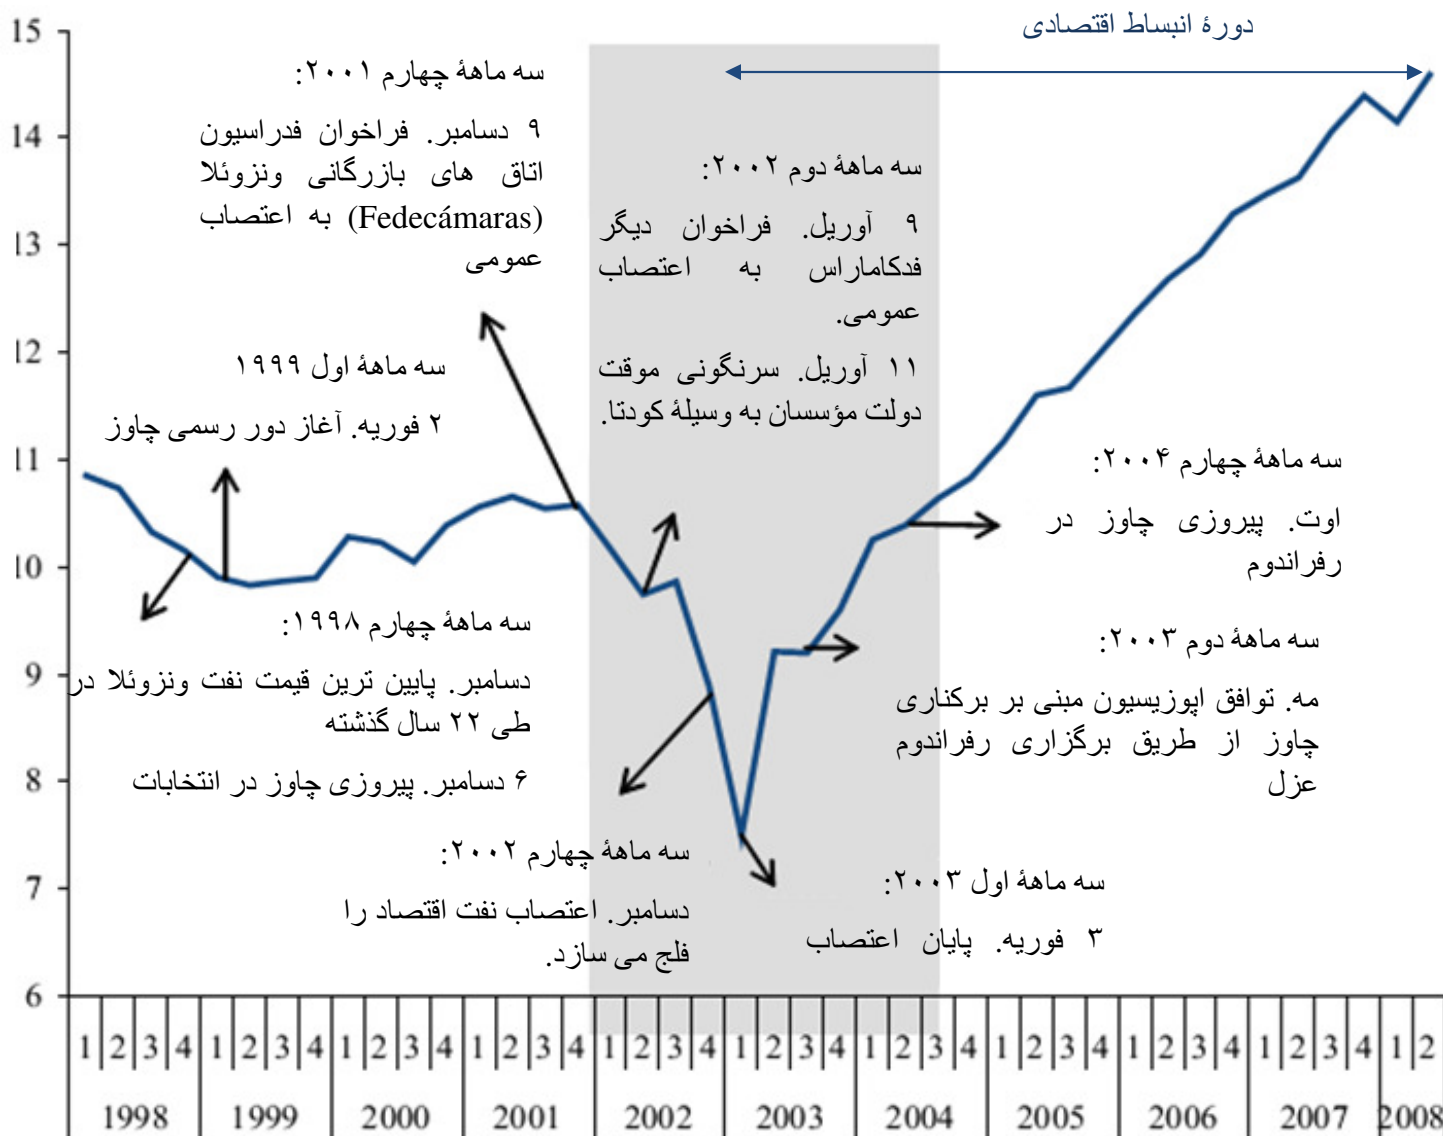 دورهٔ انبساط اقتصادی
سه ماههٔ چهارم ۲۰۰۱:
۹ دسامبر. فراخوان فدراسیون
اتاق های بازرگانی ونزوئلا
(Fedecámaras) به اعتصاب
عمومی
سه ماههٔ دوم ۲۰۰۲:
۹ آوریل. فراخوان دیگر
فدکاماراس به اعتصاب
عمومی.
۱۱ آوریل. سرنگونی موقت
دولت مؤسسان به وسیلهٔ کودتا.
سه ماههٔ اول ۱۹۹۹
۲ فوریه. آغاز دور رسمی چاوز
سه ماههٔ چهارم ۲۰۰۴:
اوت. پیروزی چاوز در
رفراندوم
سه ماههٔ چهارم ۱۹۹۸:
دسامبر. پایین ترین قیمت نفت ونزوئلا در
طی ۲۲ سال گذشته
۶ دسامبر. پیروزی چاوز در انتخابات
سه ماههٔ دوم ۲۰۰۳:
مه. توافق اپوزیسیون مبنی بر برکناری
چاوز از طریق برگزاری رفراندوم
عزل
سه ماههٔ چهارم ۲۰۰۲:
دسامبر. اعتصاب نفت اقتصاد را
فلج می سازد.
سه ماههٔ اول ۲۰۰۳:
۳ فوریه. پایان اعتصاب
15
14
13
12
11
10
9
8
7
6
1 2 3 4 1 2 3 4 1 2 3 4 1 2 3 4 1 2 3 4 1 2 3 4 1 2 3 4 1 2 3 4 1 2 3 4 1 2 3 4 1 2
1998 1999 2000 2001 2002 2003 2004 2005 2006 2007 2008